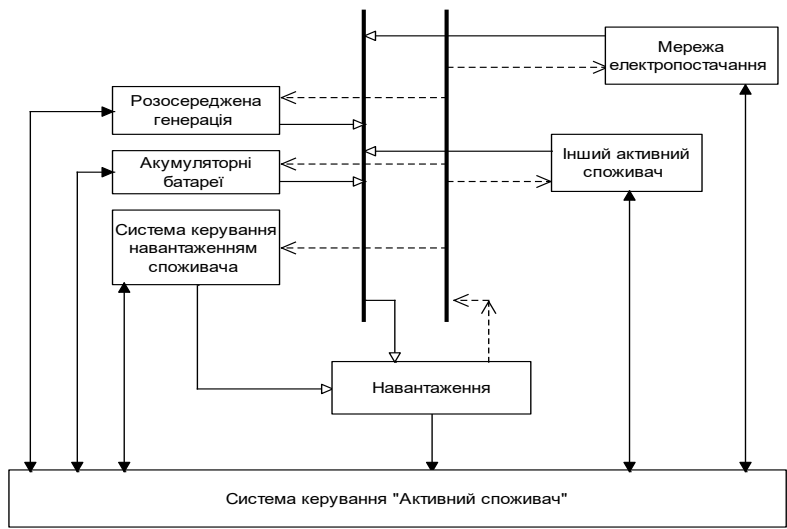 Мережа
електропостачання
Розосереджена
генерація
Інший активний
споживач
Акумуляторні
батареї
Система керування
навантаженням
споживача
Навантаження
Система керування "Активний споживач"